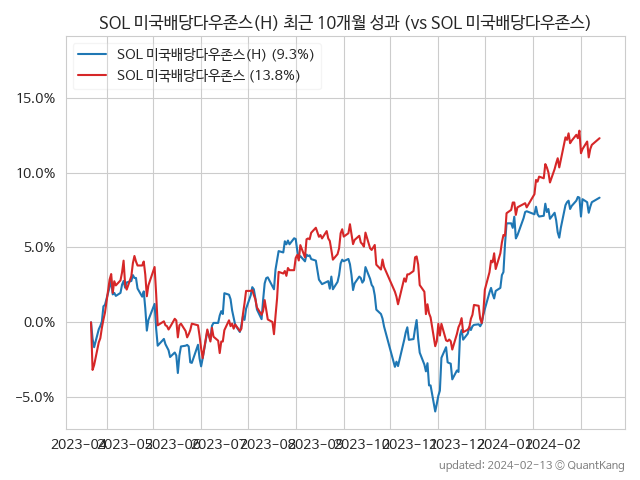 SOL 미국배당다우존스(H) 최근 10개월 성과 (vs SOL 미국배당다우존스)
SOL 미국배당다우존스(H) (9.3%)
SOL 미국배당다우존스 (13.8%)
15.0%
10.0%
5.0%
0.0%
−5.0%
2023-04 2023-05 2023-06 2023-07 2023-08 2023-09 2023-10 2023-11 2023-12 2024-01 2024-02
updated: 2024-02-13 © QuantKang